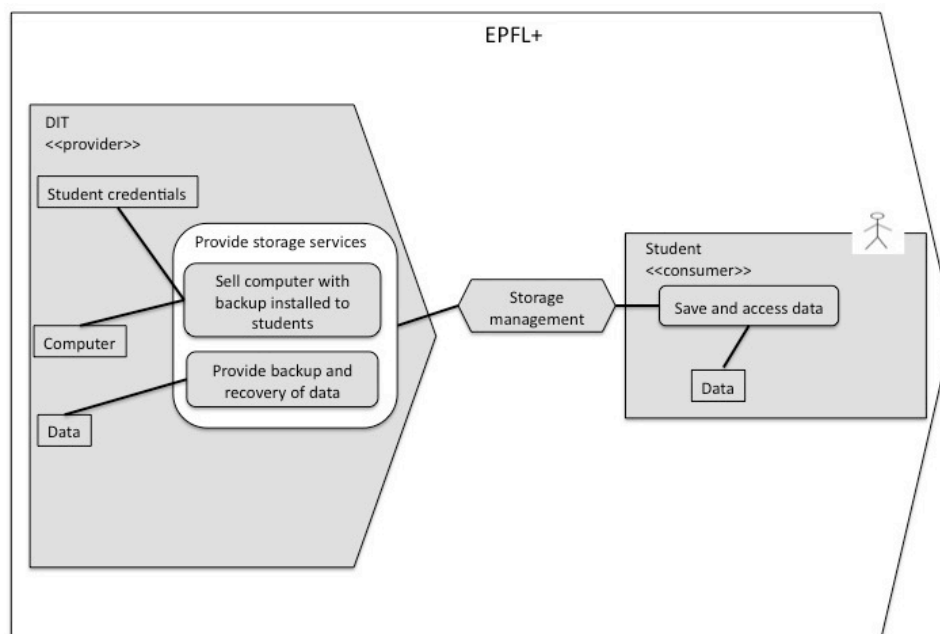 EPFL+
DIT
<<provider>>
Student credentials
Provide storage services
Sell computer with
backup installed to
students
Computer
Provide backup and
recovery of data
Data
Storage
management
Student
<<consumer>>
Save and access data
Data